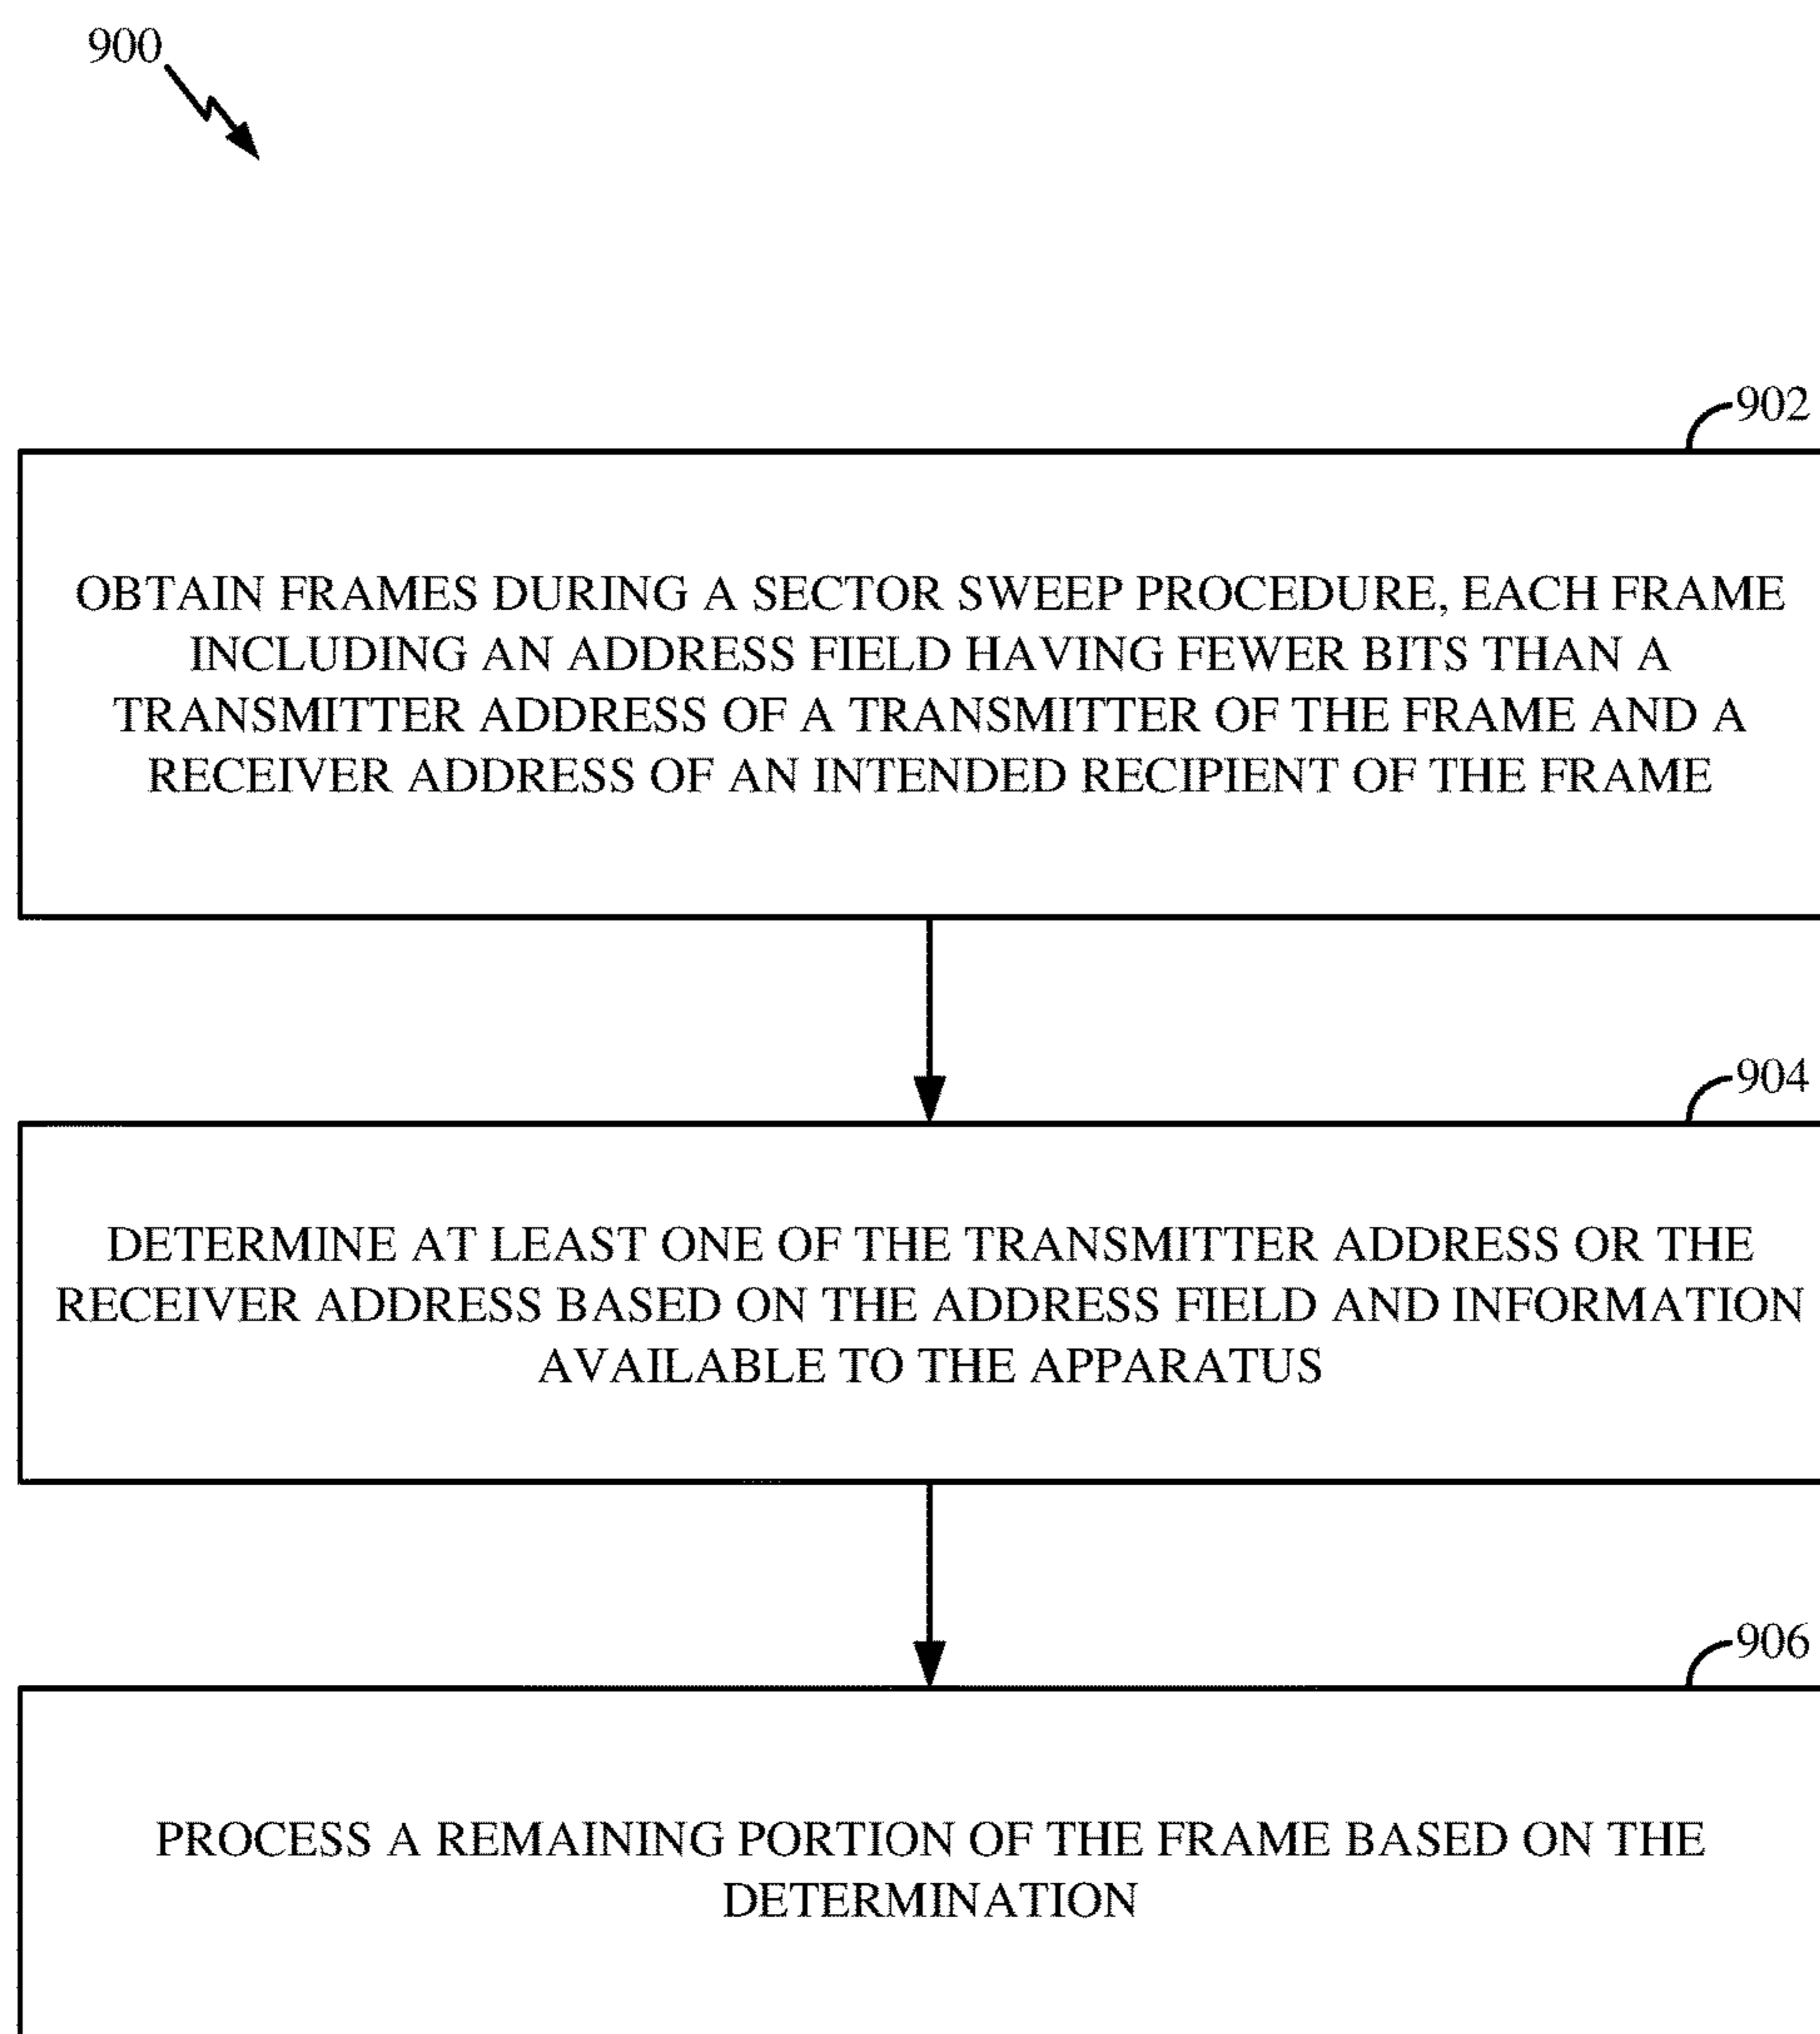 900
902
OBTAIN FRAMES DURING A SECTOR SWEEP PROCEDURE, EACH FRAME
INCLUDING AN ADDRESS FIELD HAVING FEWER BITS THAN A
TRANSMITTER ADDRESS OF A TRANSMITTER OF THE FRAME AND A
RECEIVER ADDRESS OF AN INTENDED RECIPIENT OF THE FRAME
904
DETERMINE AT LEAST ONE OF THE TRANSMITTER ADDRESS OR THE
RECEIVER ADDRESS BASED ON THE ADDRESS FIELD AND INFORMATION
AVAILABLE TO THE APPARATUS
906
PROCESS A REMAINING PORTION OF THE FRAME BASED ON THE
DETERMINATION